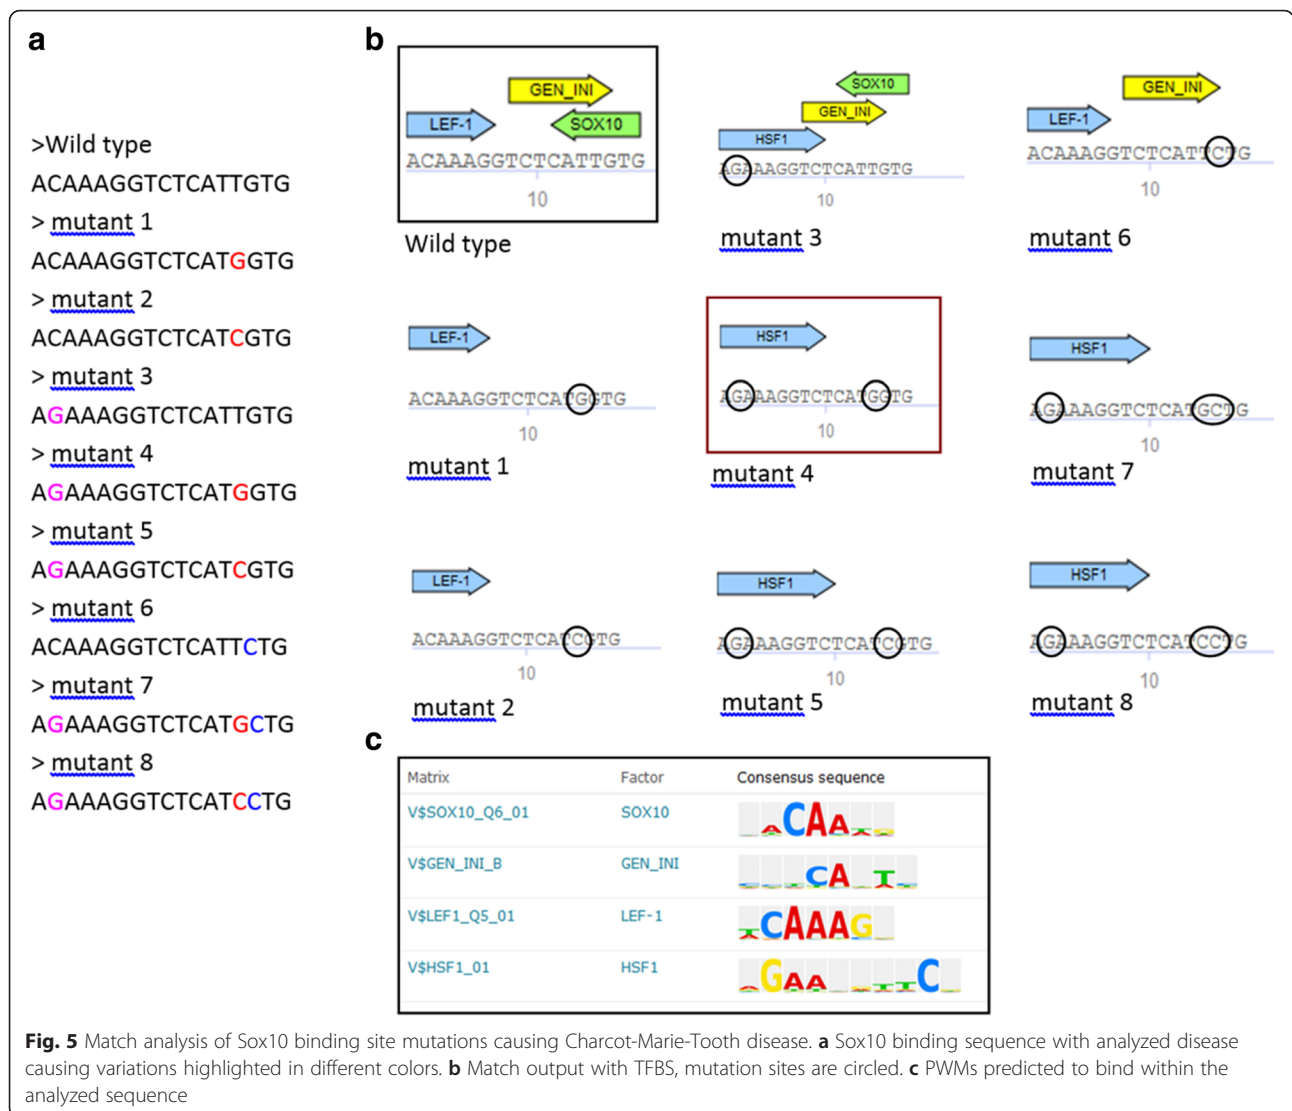 a
>Wild type
ACAAAGGTCTCATTGTG
> mutant 1
ACAAAGGTCTCATGGTG
> mutant 2
ACAAAGGTCTCATCGTG
> mutant 3
AGAAAGGTCTCATTGTG
> mutant 4
AGAAAGGTCTCATGGTG
> mutant 5
AGAAAGGTCTCATCGTG
> mutant 6
ACAAAGGTCTCATTCTG
> mutant 7
AGAAAGGTCTCATGCTG
> mutant 8
AGAAAGGTCTCATCCTG
b
GEN_INI
LEF-1
SOX10
ACAAAGGTCTCATTGTG
10
Wild type
SOX10
GEN_INI
HSF1
AGAAAGGTCTCATTGTG
10
mutant 3
GEN_INI
LEF-1
ACAAAGGTCTCATTCTG
10
mutant 6
LEF-1
ACAAAGGTCTCATGGTG
10
mutant 1
HSF1
AGAAAGGTCTCATGGTG
10
mutant 4
HSF1
AGAAAGGTCTCATGCTG
10
mutant 7
LEF-1
ACAAAGGTCTCATCGTG
10
mutant 2
HSF1
AGAAAGGTCTCATCGTG
10
mutant 5
HSF1
AGAAAGGTCTCATCCTG
10
mutant 8
c
Matrix Factor Consensus sequence
V$SOX10_Q6_01 SOX10 ACAA
V$GEN_INI_B GEN_INI CA T
V$LEF1_Q5_01 LEF-1 CAAAG
V$HSF1_01 HSF1 GAA TTC
Fig. 5 Match analysis of Sox10 binding site mutations causing Charcot-Marie-Tooth disease. a Sox10 binding sequence with analyzed disease
causing variations highlighted in different colors. b Match output with TFBS, mutation sites are circled. c PWMs predicted to bind within the
analyzed sequence